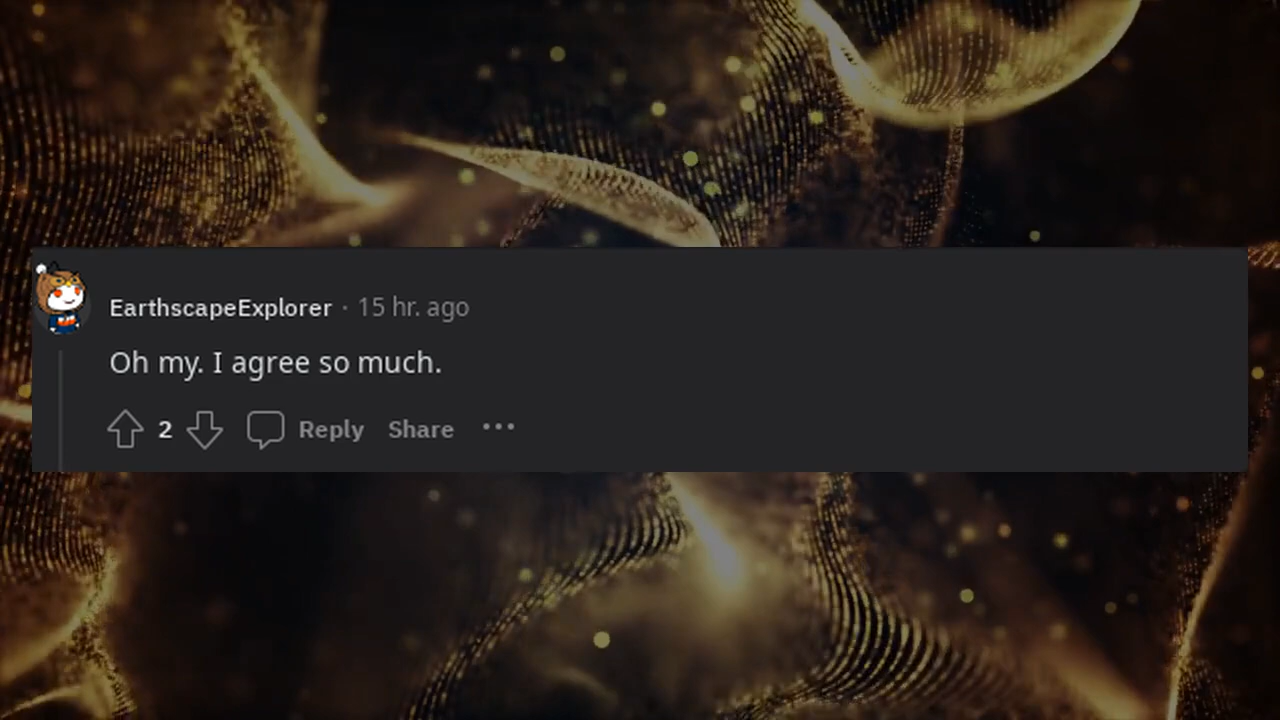 EarthscapeExplorer · 15 hr. ago
Oh my. I agree so much.
2 Reply Share ...